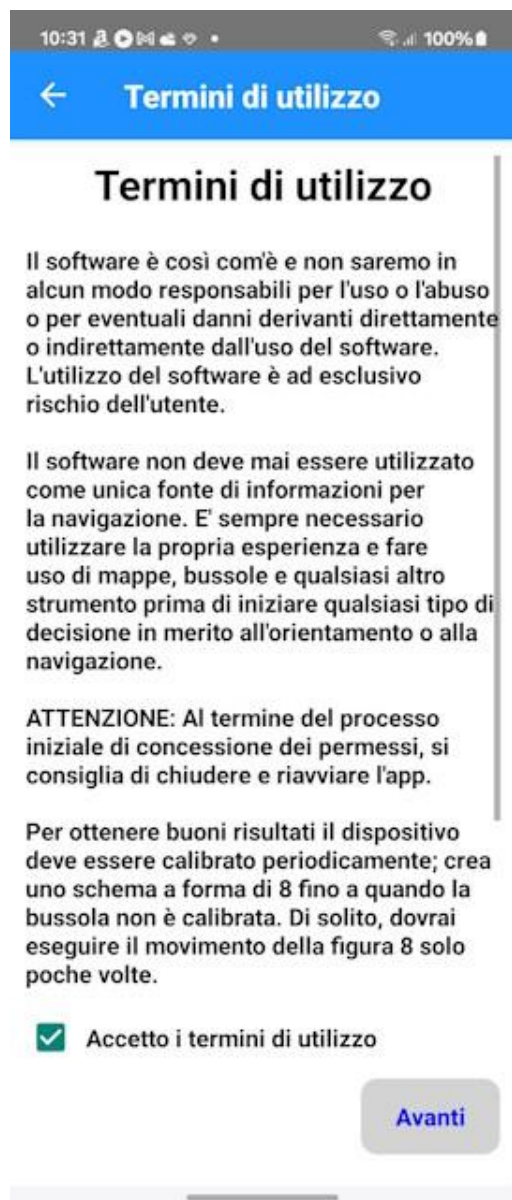 10:31
100%
Termini di utilizzo
Termini di utilizzo
Il software è così com'è e non saremo in
alcun modo responsabili per l'uso o l'abuso
o per eventuali danni derivanti direttamente
o indirettamente dall'uso del software.
L'utilizzo del software è ad esclusivo
rischio dell'utente.
Il software non deve mai essere utilizzato
come unica fonte di informazioni per
la navigazione. E' sempre necessario
utilizzare la propria esperienza e fare
uso di mappe, bussole e qualsiasi altro
strumento prima di iniziare qualsiasi tipo di
decisione in merito all'orientamento o alla
navigazione.
ATTENZIONE: Al termine del processo
iniziale di concessione dei permessi, si
consiglia di chiudere e riavviare l'app.
Per ottenere buoni risultati il dispositivo
deve essere calibrato periodicamente; crea
uno schema a forma di 8 fino a quando la
bussola non è calibrata. Di solito, dovrai
eseguire il movimento della figura 8 solo
poche volte.
Accetto i termini di utilizzo
Avanti